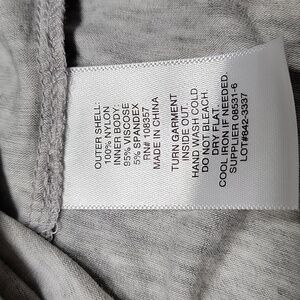 OUTER SHELL:
100% NYLON
INNER BODY:
95% VISCOSE
5% SPANDEX
RN# 108357
MADE IN CHINA
TURN GARMENT
INSIDE OUT.
HAND WASH COLD
DO NOT BLEACH.
DRY FLAT
COOL IRON IF NEEDED.
SUPPLIER 08531-6
LOT#642-3337